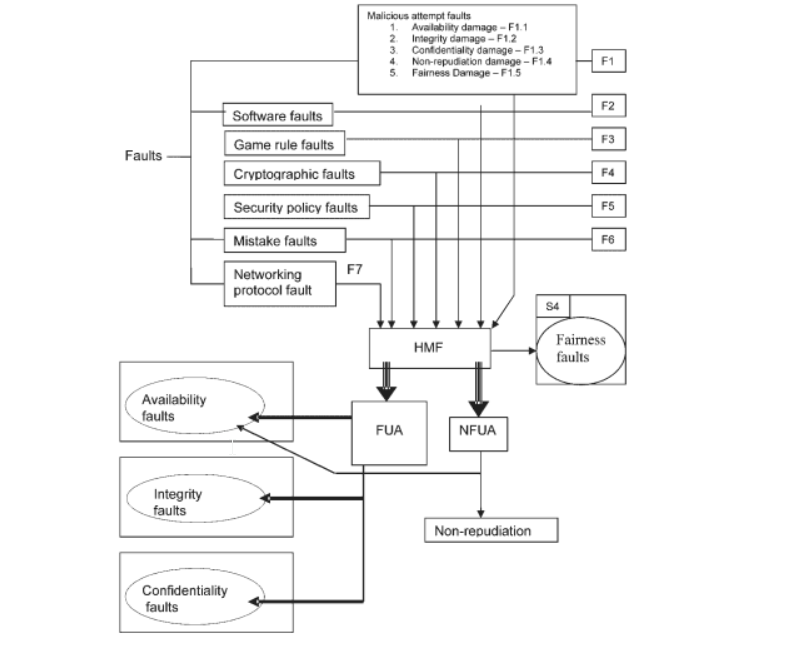 Malicious attempt faults
1. Availability damage – F1.1
2. Integrity damage – F1.2
3. Confidentiality damage – F1.3
4. Non-repudiation damage – F1.4
5. Fairness Damage – F1.5
F1
F2
Software faults
F3
Game rule faults
Faults
F4
Cryptographic faults
F5
Security policy faults
F6
Mistake faults
F7
Networking
protocol fault
S4
HMF
Fairness
faults
Availability
faults
FUA
NFUA
Integrity
faults
Non-repudiation
Confidentiality
faults